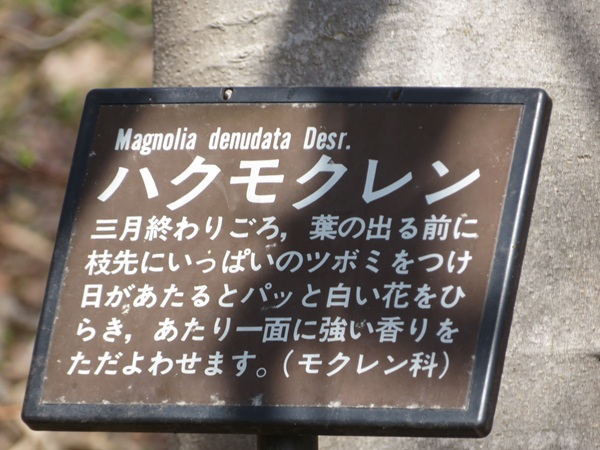 Magnolia denudata Desr.
ハクモクレン
三月終わりごろ，葉の出る前に
枝先にいっぱいのツボミをつけ
日があたるとパッと白い花をひ
らき，あたり一面に強い香りを
ただよわせます。（モクレン科）